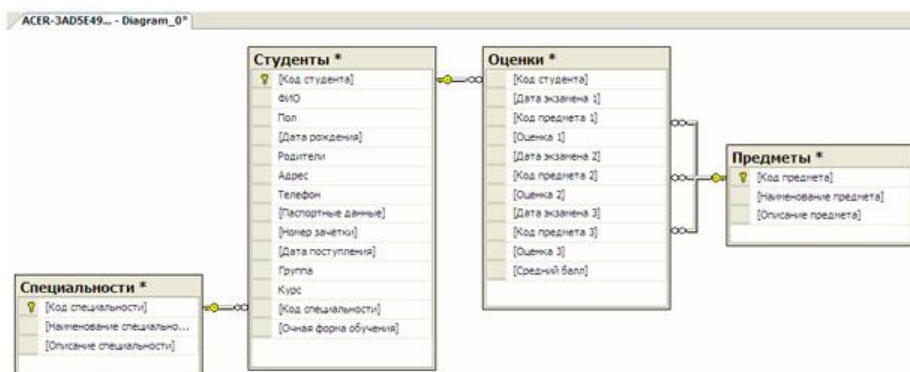 ACER-3AD5E49... - Diagram_0*
Студенты *
[Код студента]
ФИО
Пол
[Дата рождения]
Родители
Адрес
Телефон
[Паспортные данные]
[Номер зачётки]
[Дата поступления]
Группа
Курс
[Код специальности]
[Очная форма обучения]
Оценки *
[Код студента]
[Дата экзамена 1]
[Код предмета 1]
[Оценка 1]
[Дата экзамена 2]
[Код предмета 2]
[Оценка 2]
[Дата экзамена 3]
[Код предмета 3]
[Оценка 3]
[Средний балл]
Предметы *
[Код предмета]
[Наименование предмета]
[Описание предмета]
Специальности *
[Код специальности]
[Наименование специально...
[Описание специальности]